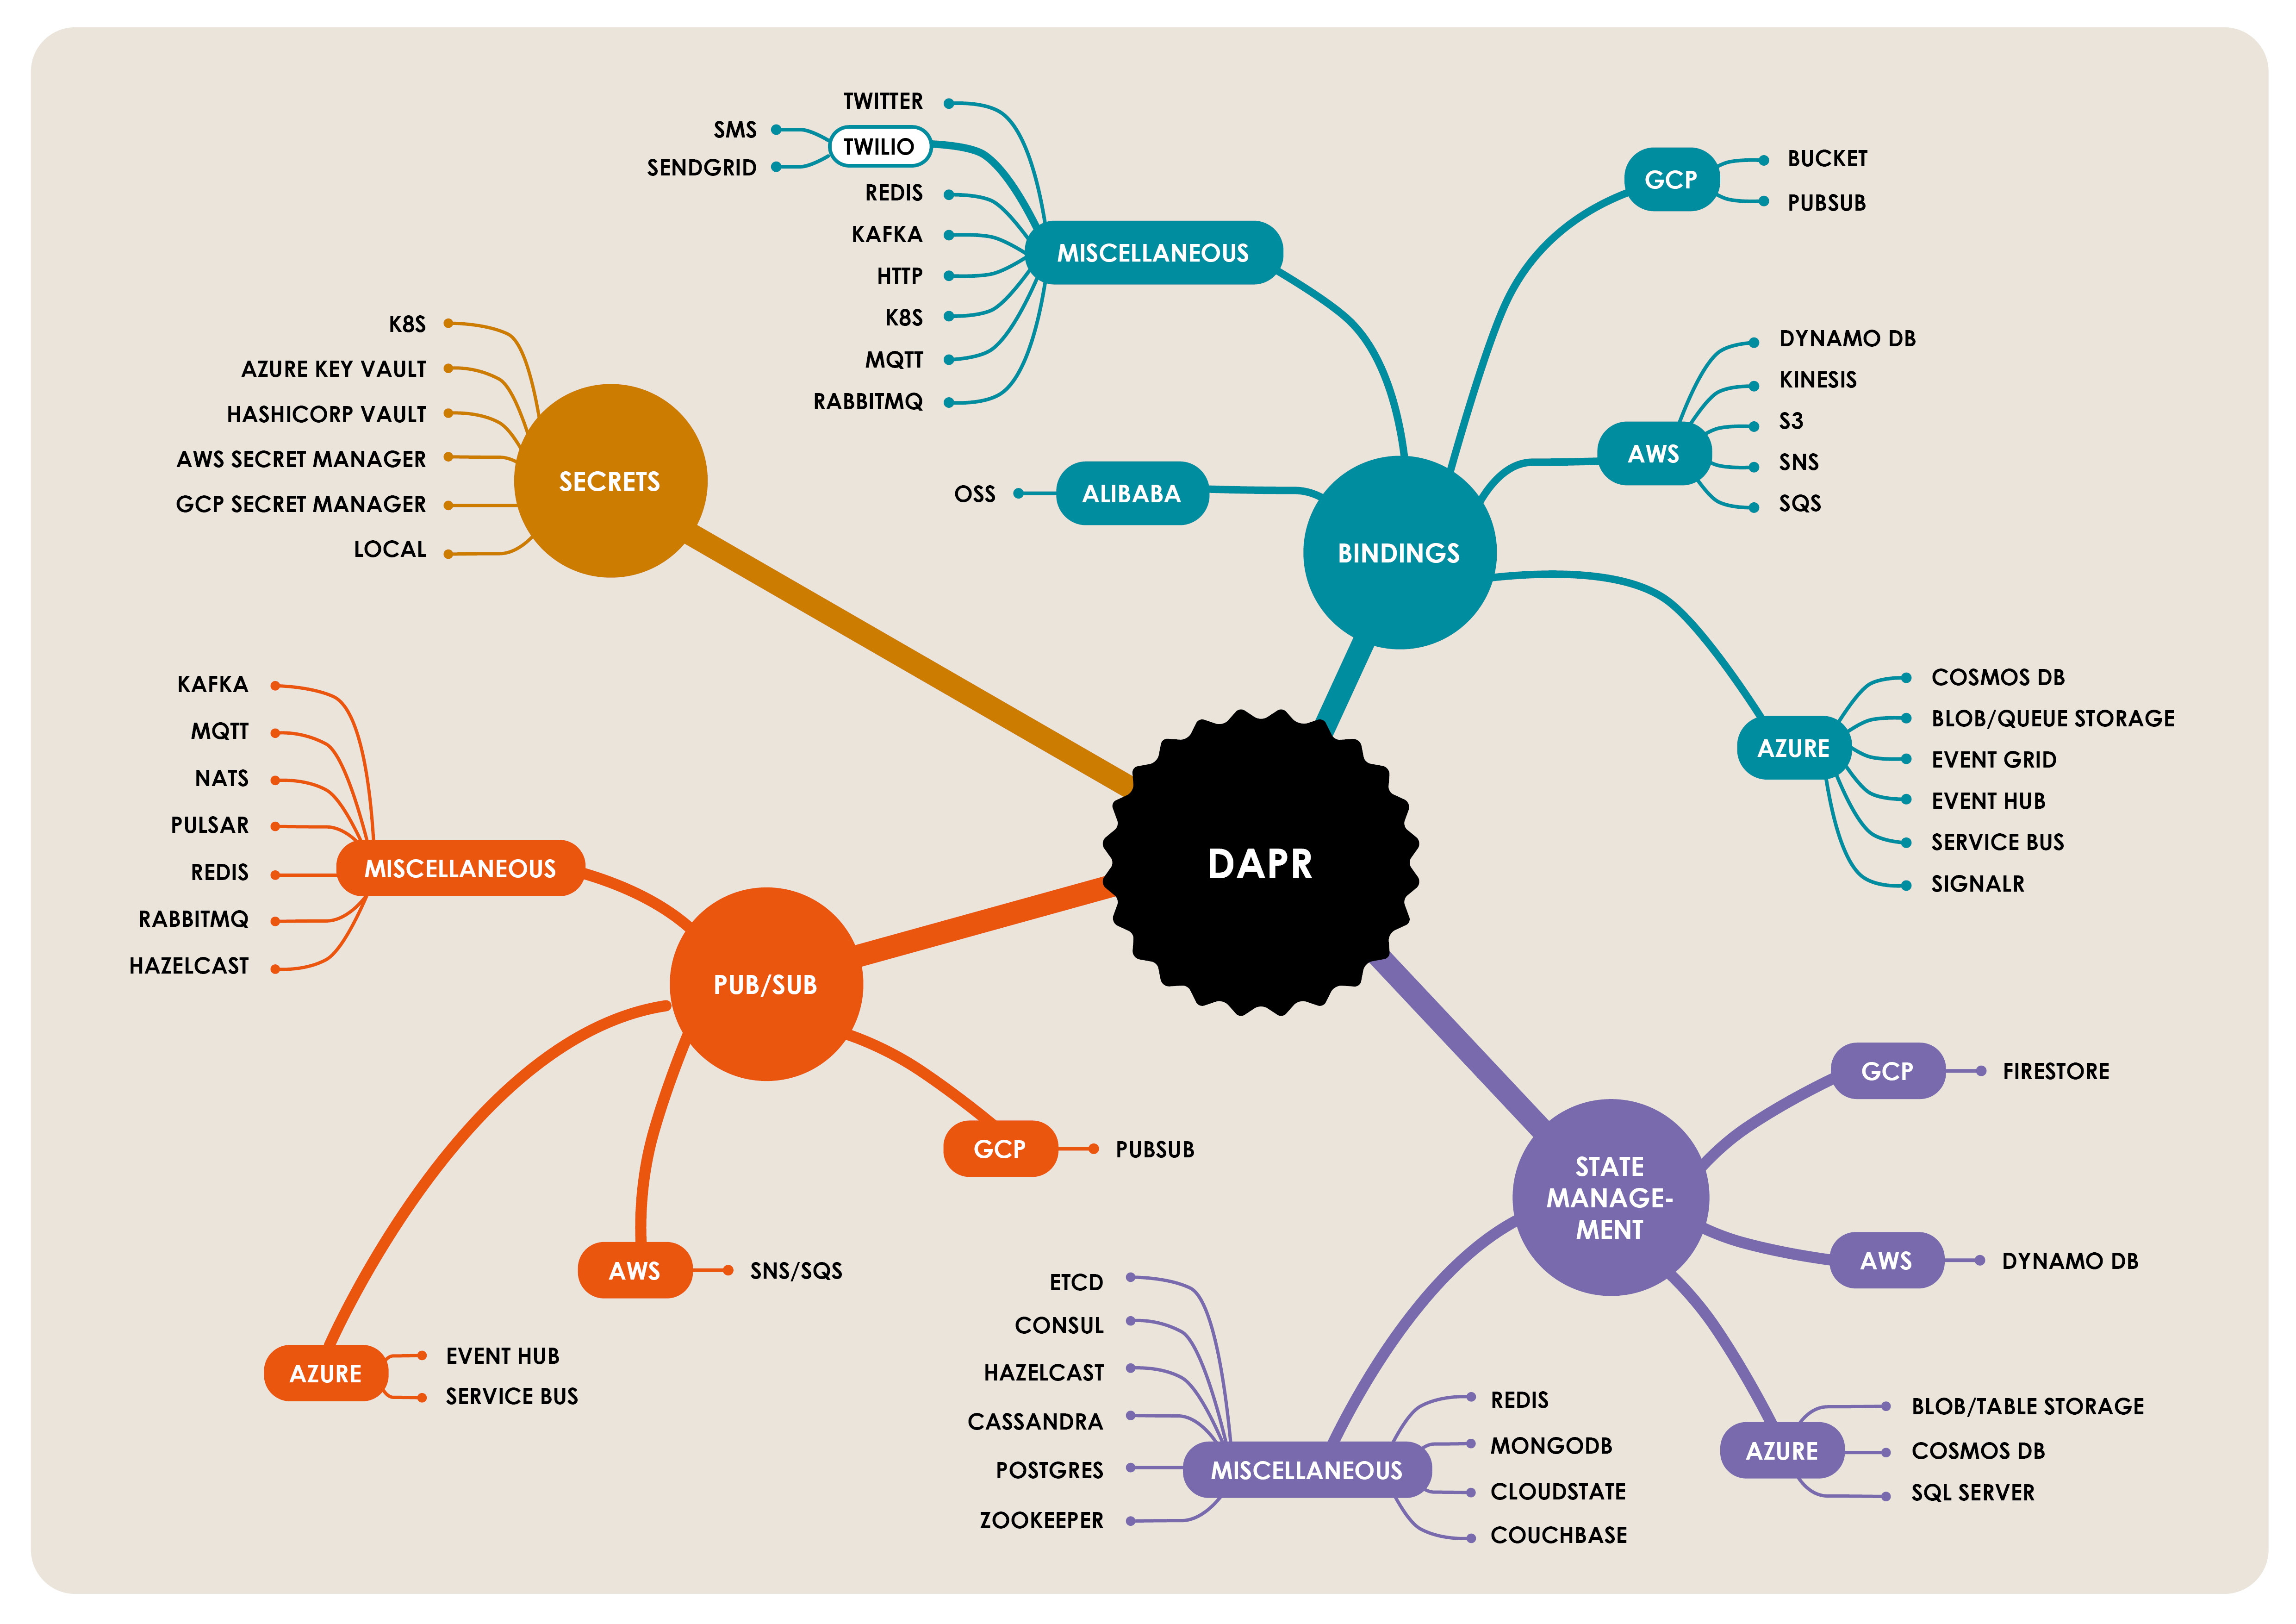 TWITTER
TWILIO
SMS
SENDGRID
REDIS
KAFKA
HTTP
K8S
MQTT
RABBITMQ
MISCELLANEOUS
OSS
ALIBABA
BINDINGS
GCP
BUCKET
PUBSUB
AWS
DYNAMO DB
KINESIS
S3
SNS
SQS
AZURE
COSMOS DB
BLOB/QUEUE STORAGE
EVENT GRID
EVENT HUB
SERVICE BUS
SIGNALR
K8S
AZURE KEY VAULT
HASHICORP VAULT
AWS SECRET MANAGER
GCP SECRET MANAGER
LOCAL
SECRETS
DAPR
KAFKA
MQTT
NATS
PULSAR
REDIS
RABBITMQ
HAZELCAST
MISCELLANEOUS
PUB/SUB
GCP
PUBSUB
AWS
SNS/SQS
AZURE
EVENT HUB
SERVICE BUS
STATE
MANAGE-
MENT
GCP
FIRESTORE
AWS
DYNAMO DB
AZURE
BLOB/TABLE STORAGE
COSMOS DB
SQL SERVER
MISCELLANEOUS
ETCD
CONSUL
HAZELCAST
CASSANDRA
POSTGRES
ZOOKEEPER
REDIS
MONGODB
CLOUDSTATE
COUCHBASE